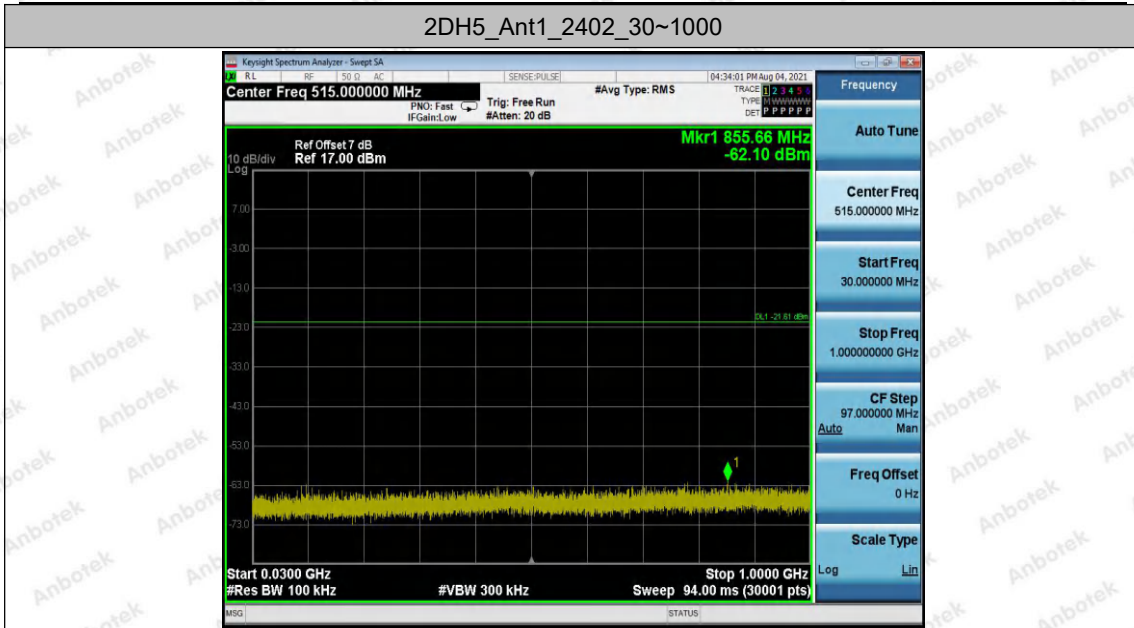 2DH5_Ant1_2402_30~1000
Keysight Spectrum Analyzer - Swept SA
RL RF 50 Ω AC SENSE:PULSE 04:34:01 PM Aug 04, 2021
Center Freq 515.000000 MHz #Avg Type: RMS TRACE 1 2 3 4 5 6
PNO: Fast Trig: Free Run TYPE M WWWWW
IFGain:Low #Atten: 20 dB DET P P P P P P
Mkr1 855.66 MHz
Ref Offset 7 dB
10 dB/div Ref 17.00 dBm -62.10 dBm
Log
7.00
-3.00
-13.0
DL1 -21.61 dBm
-23.0
-33.0
-43.0
-53.0
1
-63.0
-73.0
Start 0.0300 GHz Stop 1.0000 GHz
#Res BW 100 kHz #VBW 300 kHz Sweep 94.00 ms (30001 pts)
MSG STATUS
Frequency
Auto Tune
Center Freq
515.000000 MHz
Start Freq
30.000000 MHz
Stop Freq
1.000000000 GHz
CF Step
97.000000 MHz
Auto Man
Freq Offset
0 Hz
Scale Type
Log Lin
Anbotek